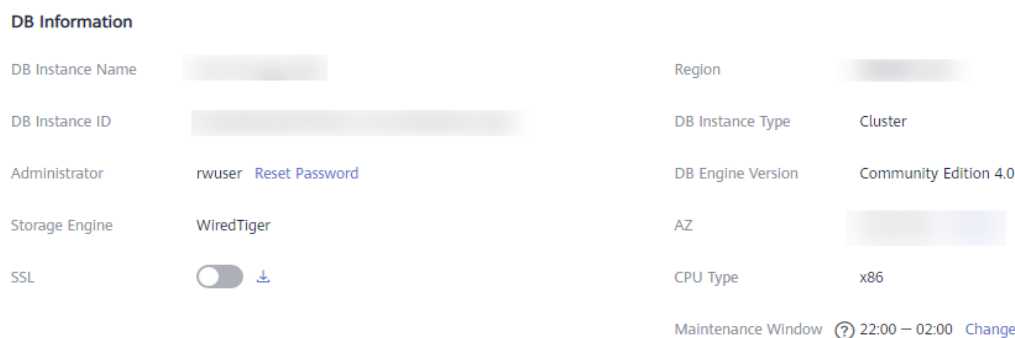 DB Information
DB Instance Name
Region
DB Instance ID
DB Instance Type Cluster
Administrator rwuser Reset Password
DB Engine Version Community Edition 4.0
Storage Engine WiredTiger
AZ
SSL
CPU Type x86
Maintenance Window ? 22:00 — 02:00 Change